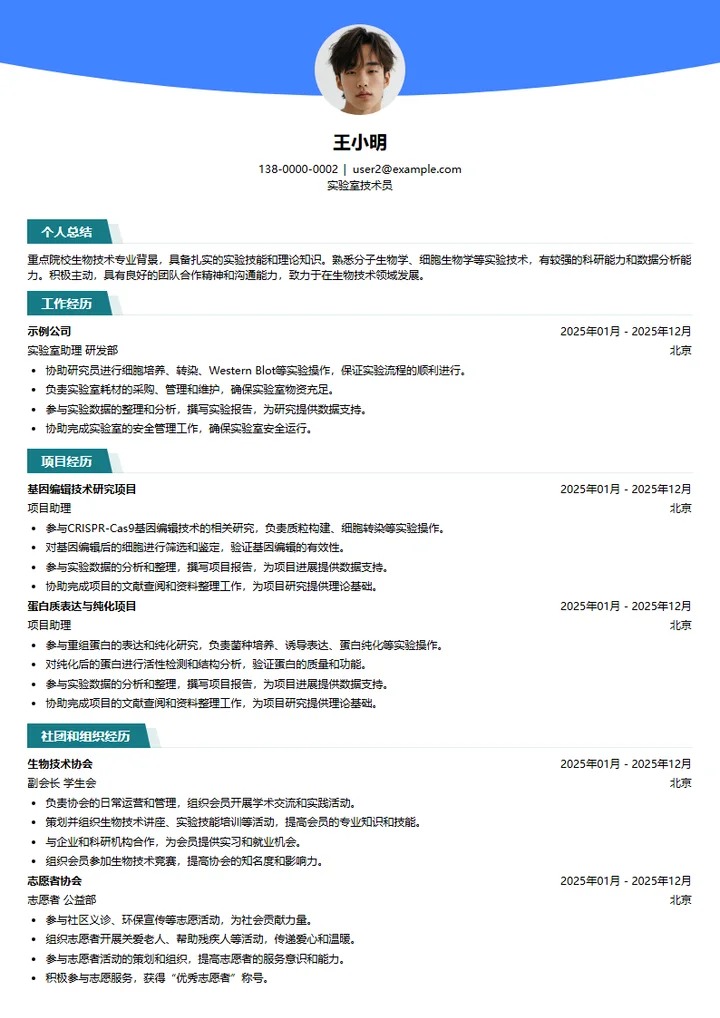 王小明
138-0000-0002 | user2@example.com
实验室技术员
个人总结
重点院校生物技术专业背景，具备扎实的实验技能和理论知识。熟悉分子生物学、细胞生物学等实验技术，有较强的科研能力和数据分析能
力。积极主动，具有良好的团队合作精神和沟通能力，致力于在生物技术领域发展。
工作经历
示例公司 2025年01月 - 2025年12月
实验室助理 研发部 北京
• 协助研究员进行细胞培养、转染、Western Blot等实验操作，保证实验流程的顺利进行。
• 负责实验室耗材的采购、管理和维护，确保实验室物资充足。
• 参与实验数据的整理和分析，撰写实验报告，为研究提供数据支持。
• 协助完成实验室的安全管理工作，确保实验室安全运行。
项目经历
基因编辑技术研究项目 2025年01月 - 2025年12月
项目助理 北京
• 参与CRISPR-Cas9基因编辑技术的相关研究，负责质粒构建、细胞转染等实验操作。
• 对基因编辑后的细胞进行筛选和鉴定，验证基因编辑的有效性。
• 参与实验数据的分析和整理，撰写项目报告，为项目进展提供数据支持。
• 协助完成项目的文献查阅和资料整理工作，为项目研究提供理论基础。
蛋白质表达与纯化项目 2025年01月 - 2025年12月
项目助理 北京
• 参与重组蛋白的表达和纯化研究，负责菌种培养、诱导表达、蛋白纯化等实验操作。
• 对纯化后的蛋白进行活性检测和结构分析，验证蛋白的质量和功能。
• 参与实验数据的分析和整理，撰写项目报告，为项目进展提供数据支持。
• 协助完成项目的文献查阅和资料整理工作，为项目研究提供理论基础。
社团和组织经历
生物技术协会 2025年01月 - 2025年12月
副会长 学生会 北京
• 负责协会的日常运营和管理，组织会员开展学术交流和实践活动。
• 策划并组织生物技术讲座、实验技能培训等活动，提高会员的专业知识和技能。
• 与企业和科研机构合作，为会员提供实习和就业机会。
• 组织会员参加生物技术竞赛，提高协会的知名度和影响力。
志愿者协会 2025年01月 - 2025年12月
志愿者 公益部 北京
• 参与社区义诊、环保宣传等志愿活动，为社会贡献力量。
• 组织志愿者开展关爱老人、帮助残疾人等活动，传递爱心和温暖。
• 参与志愿者活动的策划和组织，提高志愿者的服务意识和能力。
• 积极参与志愿服务，获得“优秀志愿者”称号。